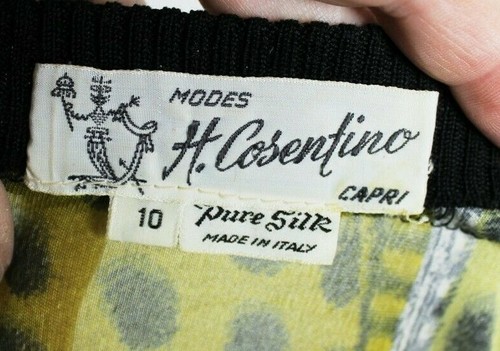 MODES
H. Cosentino
CAPRI
10
Pure Silk
MADE IN ITALY